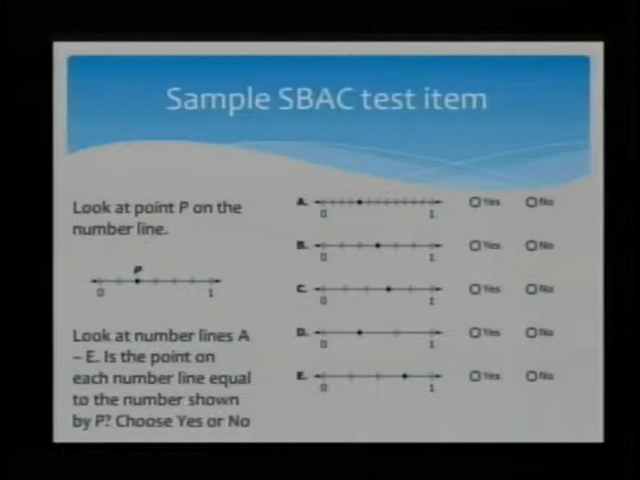 Sample SBAC test item
Look at point P on the
number line.
P
0 1
Look at number lines A
– E. Is the point on
each number line equal
to the number shown
by P? Choose Yes or No
A. 0 1 Yes No
B. 0 1 Yes No
C. 0 1 Yes No
D. 0 1 Yes No
E. 0 1 Yes No